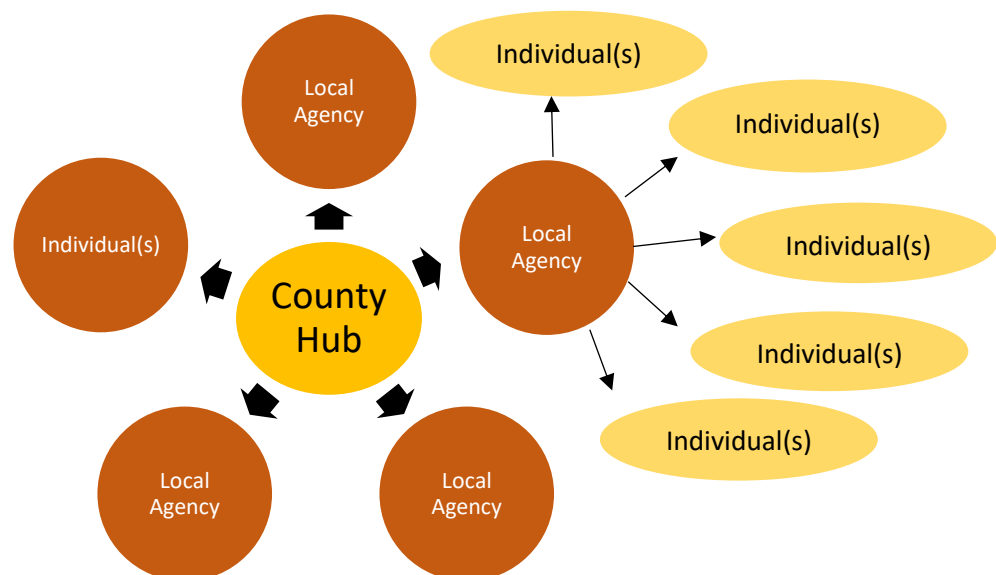 Individual(s)
Local
Agency
Individual(s)
Individual(s)
Local
Agency
Individual(s)
County
Hub
Individual(s)
Individual(s)
Local
Agency
Local
Agency